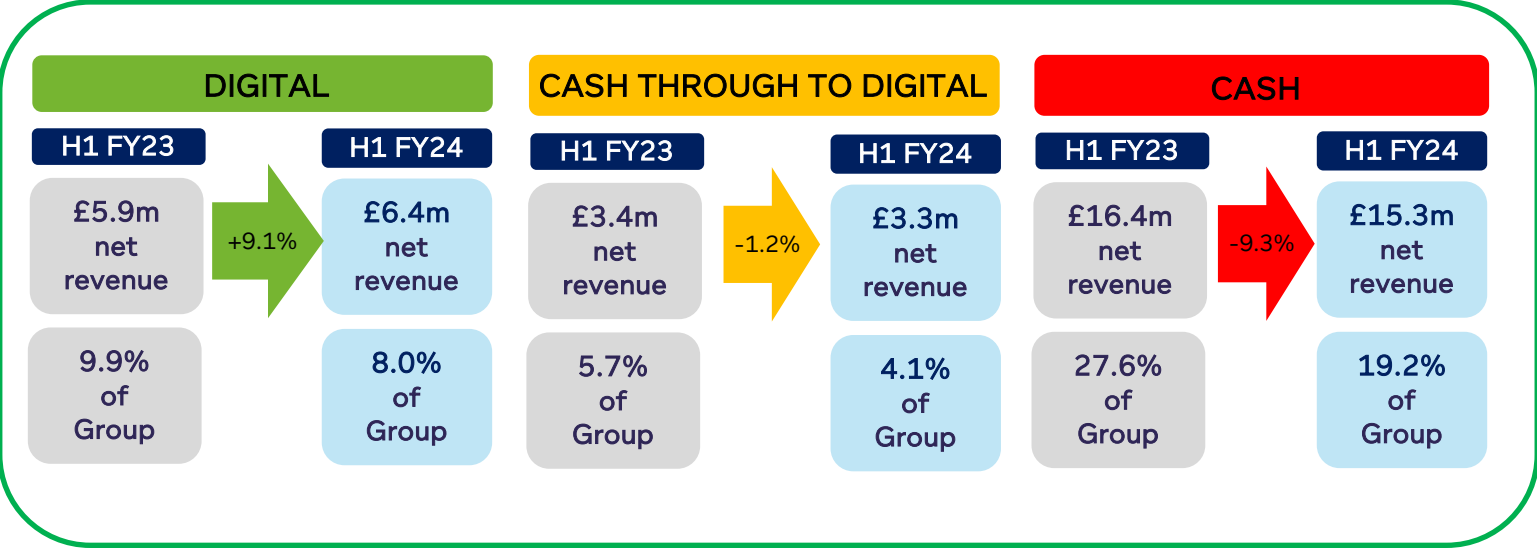 DIGITAL
H1 FY23
H1 FY24
£5.9m
net
revenue
+9.1%
£6.4m
net
revenue
9.9%
of
Group
8.0%
of
Group
CASH THROUGH TO DIGITAL
H1 FY23
H1 FY24
£3.4m
net
revenue
-1.2%
£3.3m
net
revenue
5.7%
of
Group
4.1%
of
Group
CASH
H1 FY23
H1 FY24
£16.4m
net
revenue
-9.3%
£15.3m
net
revenue
27.6%
of
Group
19.2%
of
Group